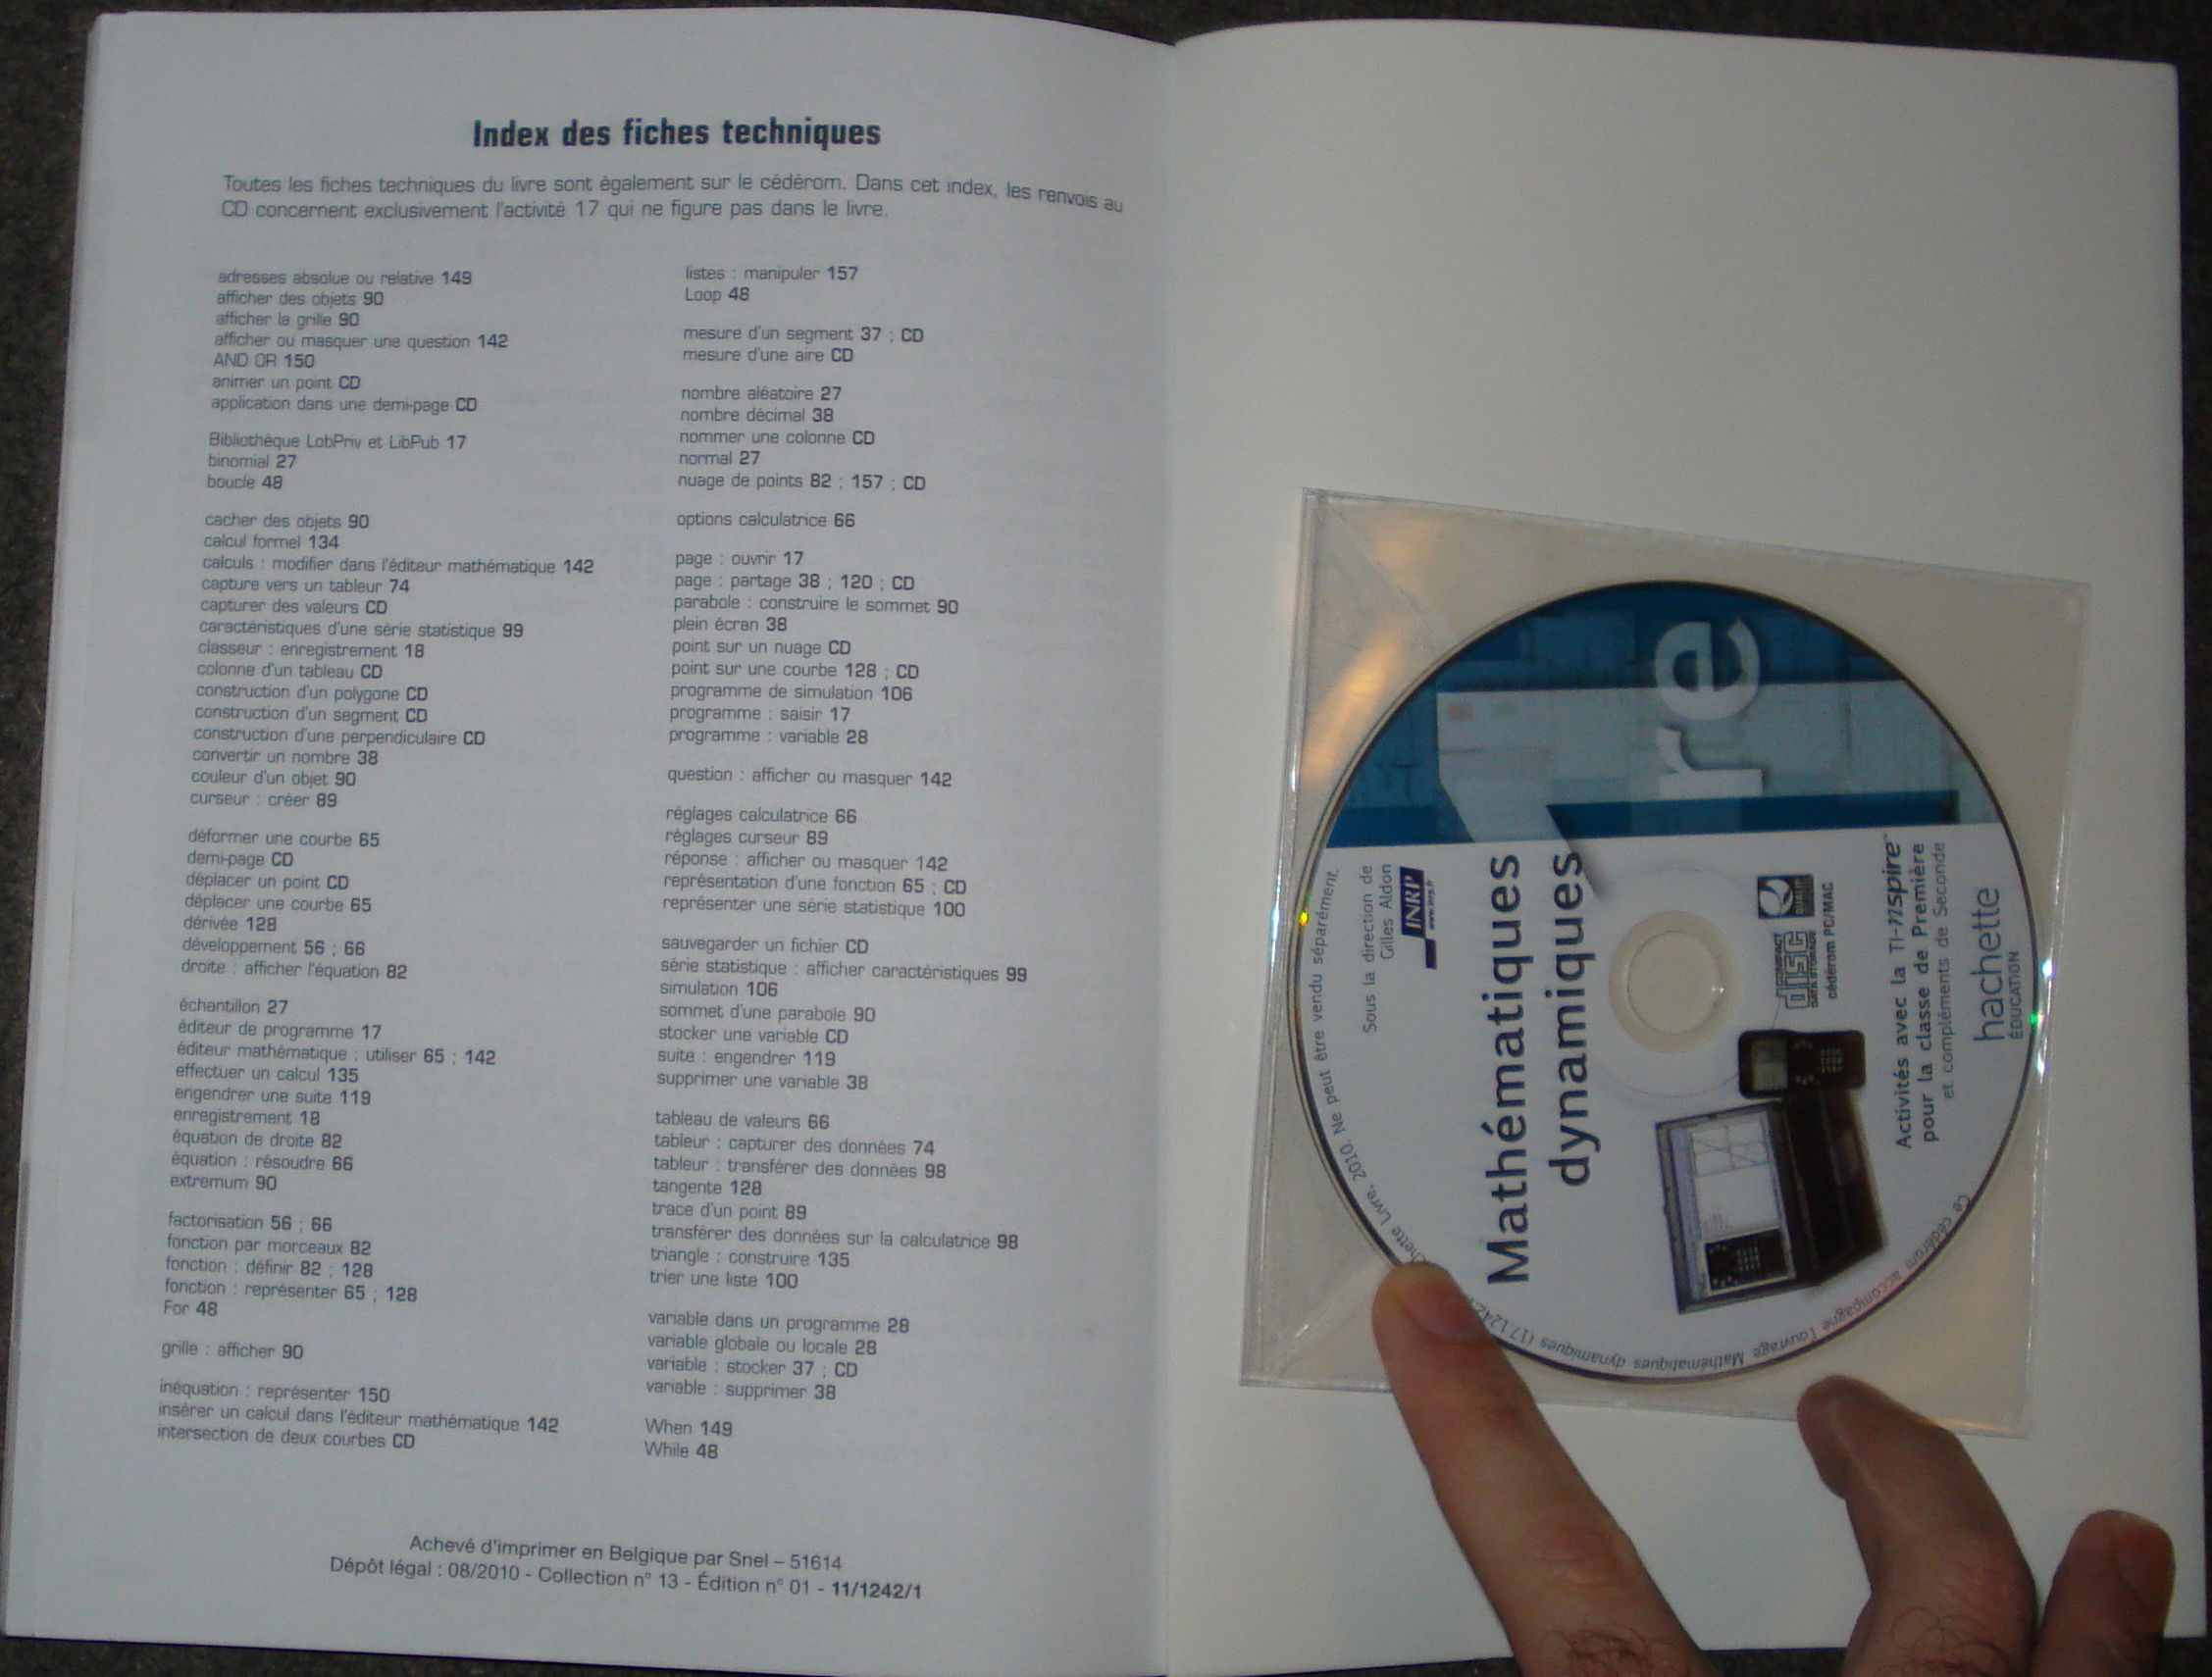 Index des fiches techniques
Toutes les fiches techniques du livre sont également sur le cédérom. Dans cet index, les renvois au
CD concernent exclusivement l'activité 17 qui ne figure pas dans le livre.
adresses absolue ou relative 149
afficher des objets 90
afficher la grille 90
afficher ou masquer une question 142
AND OR 150
animer un point CD
application dans une demi-page CD
Bibliothèque LobPriv et LibPub 17
binomial 27
boucle 48
cacher des objets 90
calcul formel 134
calculs : modifier dans l'éditeur mathématique 142
capture vers un tableur 74
capturer des valeurs CD
caractéristiques d'une série statistique 99
classeur : enregistrement 18
colonne d'un tableau CD
construction d'un polygone CD
construction d'un segment CD
construction d'une perpendiculaire CD
convertir un nombre 38
couleur d'un objet 90
curseur : créer 89
déformer une courbe 65
demi-page CD
déplacer un point CD
déplacer une courbe 65
dérivée 128
développement 56 ; 66
droite : afficher l'équation 82
échantillon 27
éditeur de programme 17
éditeur mathématique : utiliser 65 ; 142
effectuer un calcul 135
engendrer une suite 119
enregistrement 18
équation de droite 82
équation : résoudre 66
extremum 90
factorisation 56 ; 66
fonction par morceaux 82
fonction : définir 82 ; 128
fonction : représenter 65 ; 128
For 48
grille : afficher 90
inéquation : représenter 150
insérer un calcul dans l'éditeur mathématique 142
intersection de deux courbes CD
listes : manipuler 157
Loop 48
mesure d'un segment 37 ; CD
mesure d'une aire CD
nombre aléatoire 27
nombre décimal 38
nommer une colonne CD
normal 27
nuage de points 82 ; 157 ; CD
options calculatrice 66
page : ouvrir 17
page : partage 38 ; 120 ; CD
parabole : construire le sommet 90
plein écran 38
point sur un nuage CD
point sur une courbe 128 ; CD
programme de simulation 106
programme : saisir 17
programme : variable 28
question : afficher ou masquer 142
réglages calculatrice 66
réglages curseur 89
réponse : afficher ou masquer 142
représentation d'une fonction 65 ; CD
représenter une série statistique 100
sauvegarder un fichier CD
série statistique : afficher caractéristiques 99
simulation 106
sommet d'une parabole 90
stocker une variable CD
suite : engendrer 119
supprimer une variable 38
tableau de valeurs 66
tableur : capturer des données 74
tableur : transférer des données 98
tangente 128
trace d'un point 89
transférer des données sur la calculatrice 98
triangle : construire 135
trier une liste 100
variable dans un programme 28
variable globale ou locale 28
variable : stocker 37 ; CD
variable : supprimer 38
When 149
While 48
Achevé d'imprimer en Belgique par Snel – 51614
Dépôt légal : 08/2010 - Collection n° 13 - Édition n° 01 - 11/1242/1
1re
Sous la direction de
Gilles Aldon
INRP
www.inrp.fr
Mathématiques
dynamiques
COMPACT
disc
DATA STORAGE
cédérom PC/MAC
Activités avec la TI-nspire™
pour la classe de Première
et compléments de Seconde
hachette
ÉDUCATION
Ce cédérom accompagne l'ouvrage Mathématiques dynamiques (17.1242
Livre, 2010. Ne peut être vendu séparément.